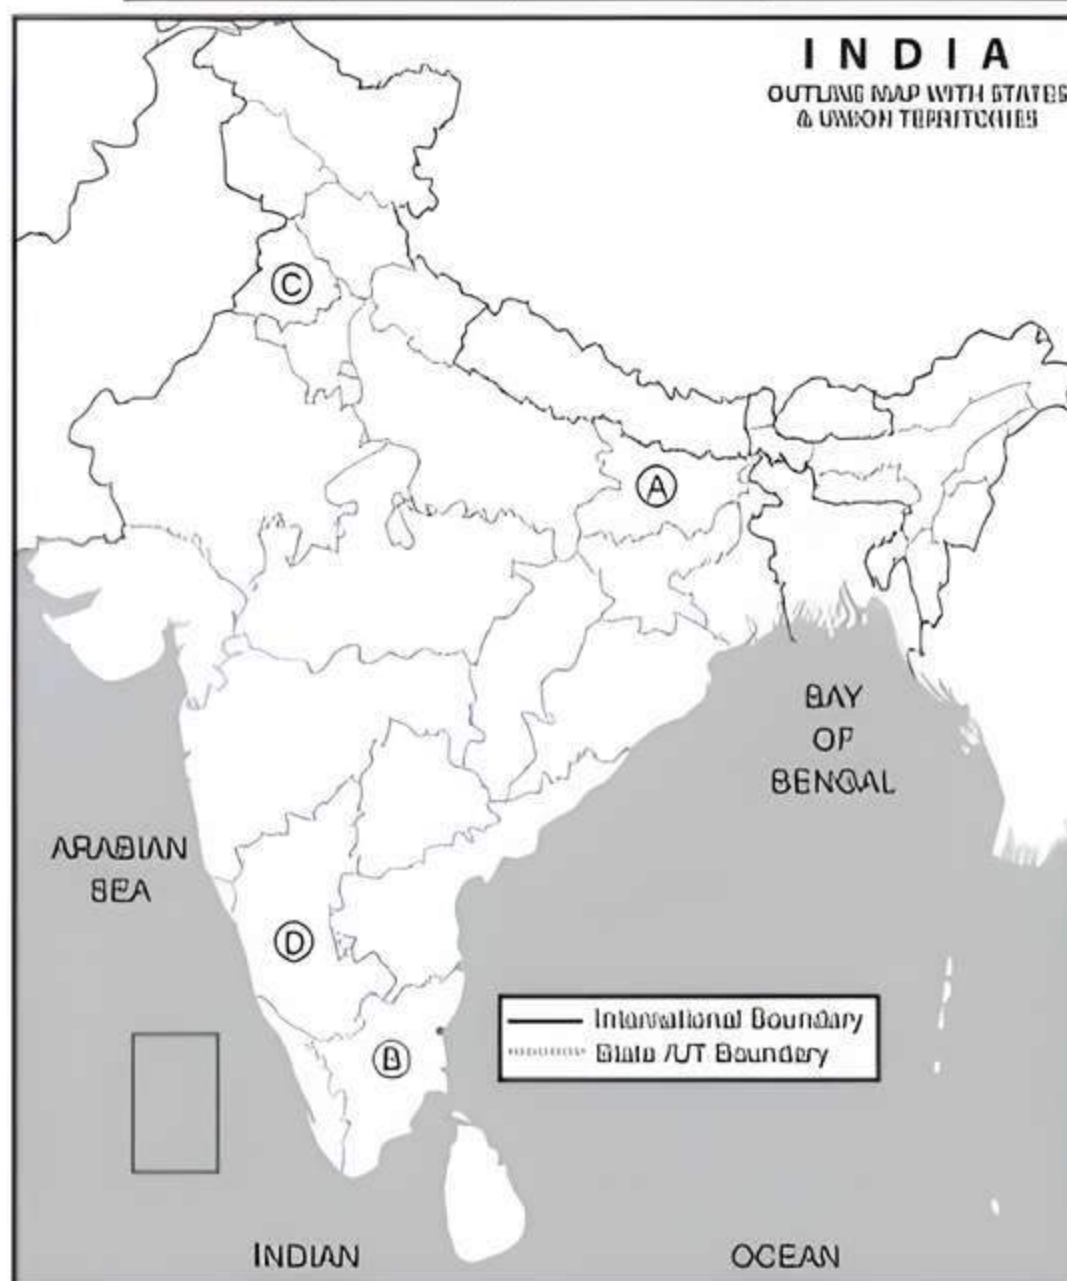 INDIA
OUTLINE MAP WITH STATES
& UNION TERRITORIES
C
A
BAY
OF
BENGAL
ARABIAN
SEA
D
International Boundary
State /UT Boundary
B
INDIAN OCEAN